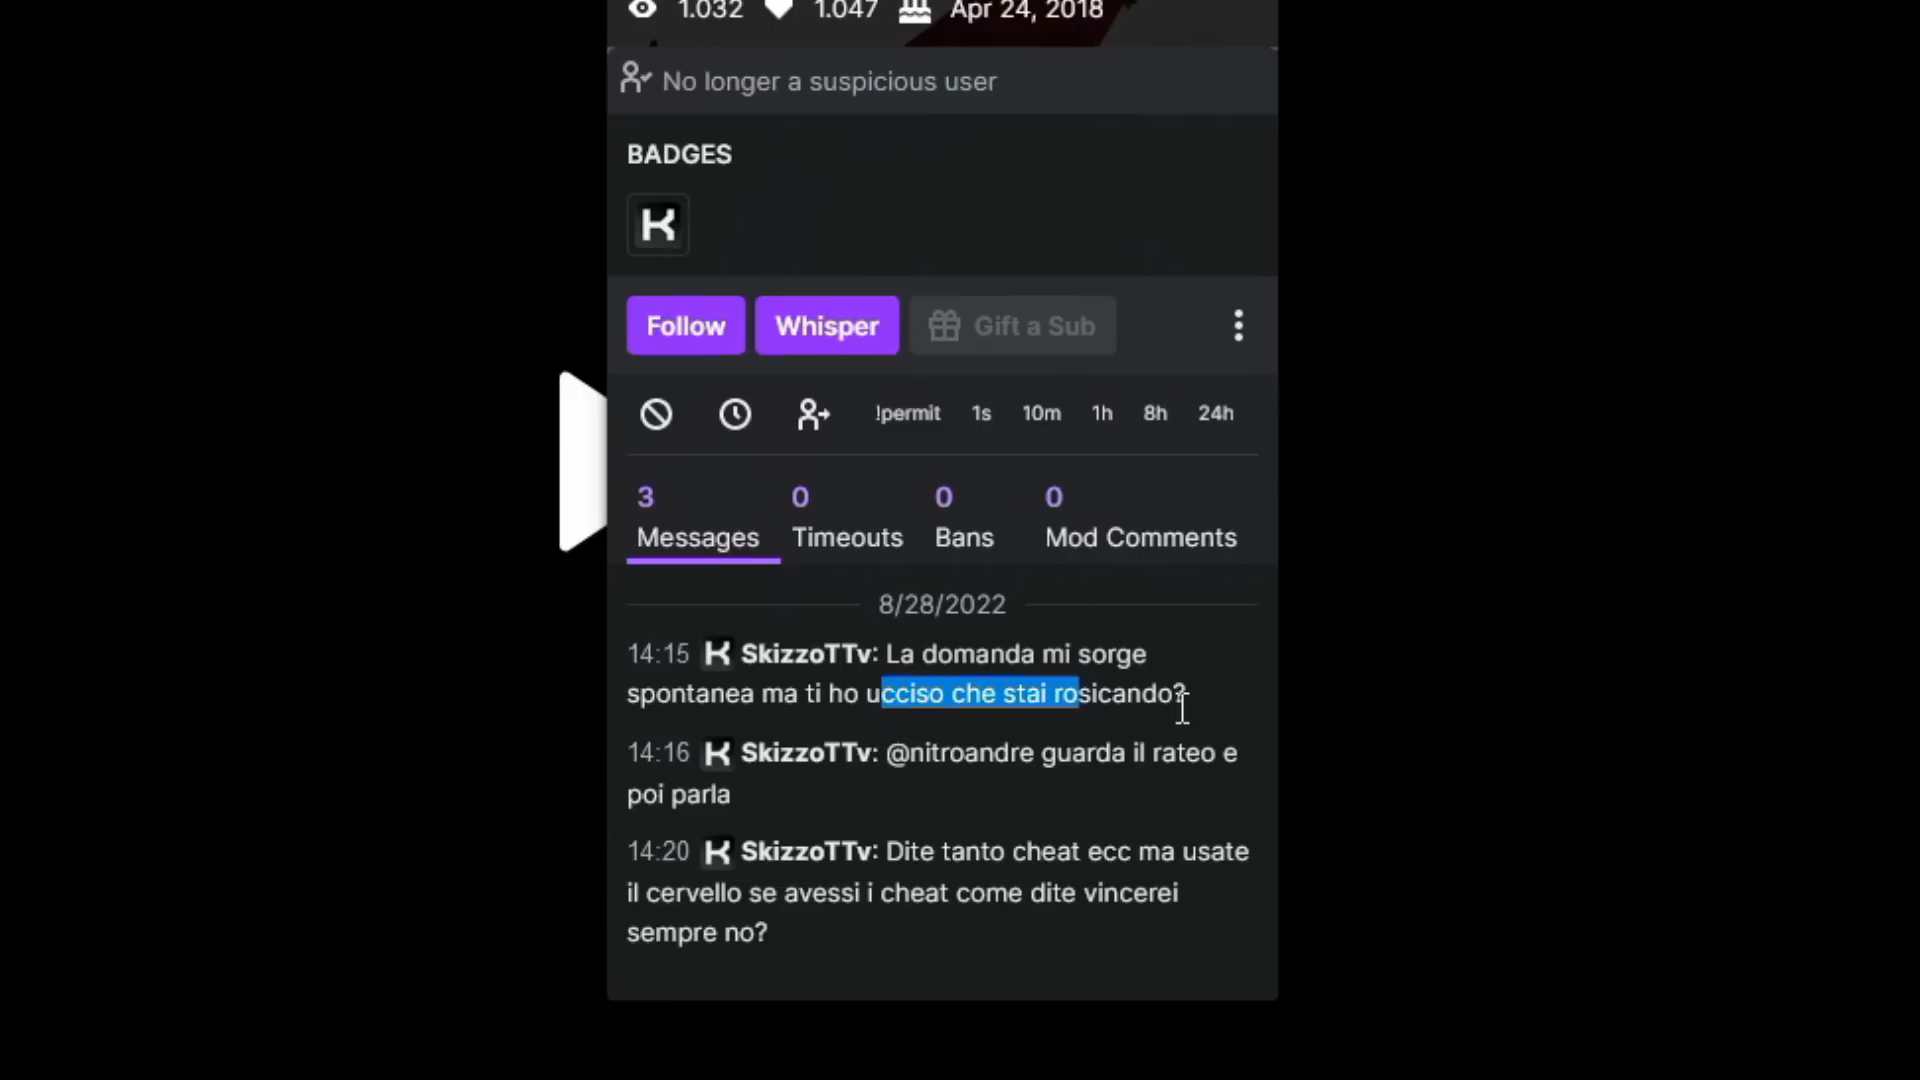 1.032 1.047 Apr 24, 2018
No longer a suspicious user
BADGES
K
Follow Whisper Gift a Sub
!permit 1s 10m 1h 8h 24h
3 0 0 0
Messages Timeouts Bans Mod Comments
8/28/2022
14:15 K SkizzoTTv: La domanda mi sorge
spontanea ma ti ho ucciso che stai rosicando?
14:16 K SkizzoTTv: @nitroandre guarda il rateo e
poi parla
14:20 K SkizzoTTv: Dite tanto cheat ecc ma usate
il cervello se avessi i cheat come dite vincerei
sempre no?